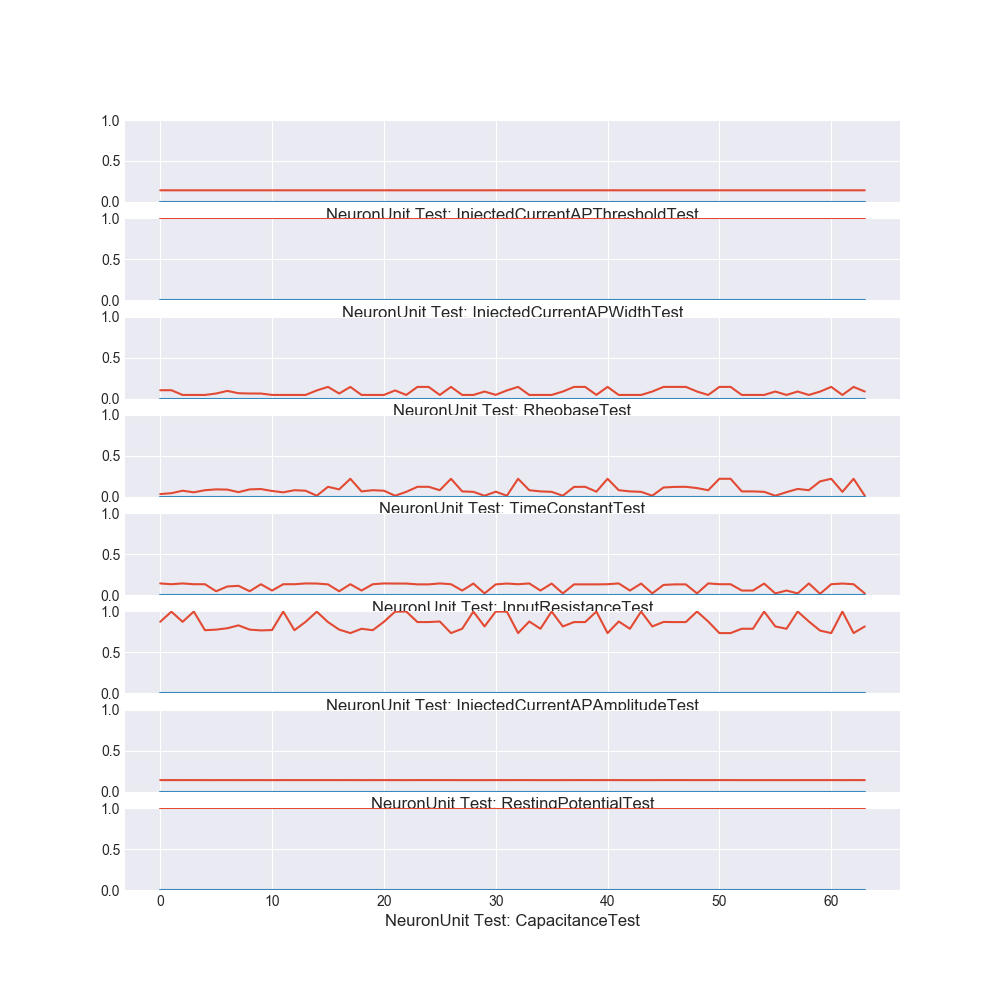 1.0
0.5
0.0
NeuronUnit Test: InjectedCurrentAPThresholdTest
1.0
0.5
0.0
NeuronUnit Test: InjectedCurrentAPWidthTest
1.0
0.5
0.0
NeuronUnit Test: RheobaseTest
1.0
0.5
0.0
NeuronUnit Test: TimeConstantTest
1.0
0.5
0.0
NeuronUnit Test: InputResistanceTest
1.0
0.5
0.0
NeuronUnit Test: InjectedCurrentAPAmplitudeTest
1.0
0.5
0.0
NeuronUnit Test: RestingPotentialTest
1.0
0.5
0.0
0 10 20 30 40 50 60
NeuronUnit Test: CapacitanceTest